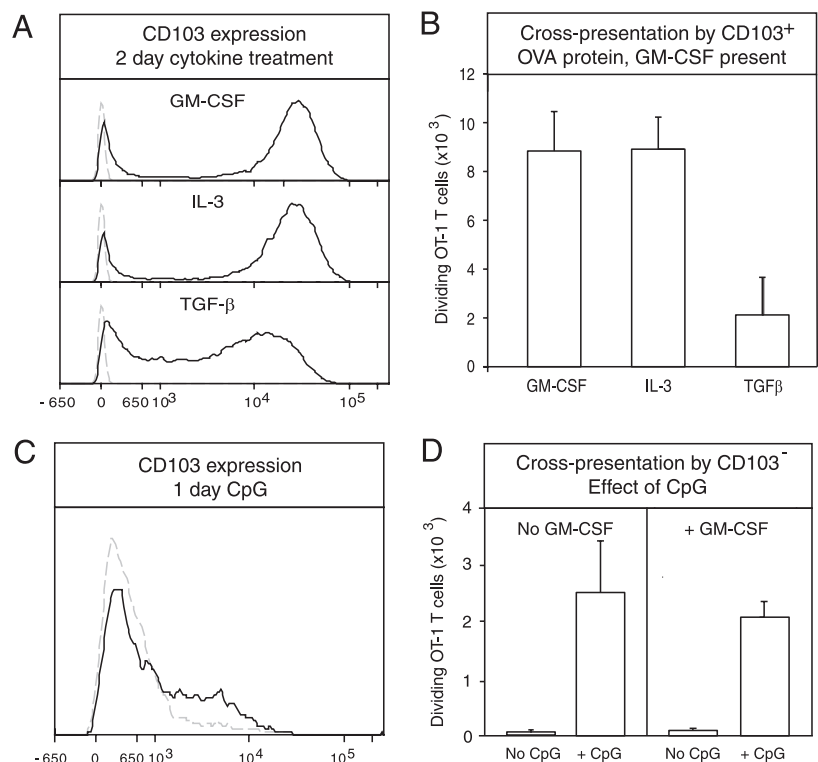 A
CD103 expression
2 day cytokine treatment
GM-CSF
IL-3
TGF-β
-650 0 650 10³ 10⁴ 10⁵
B
Cross-presentation by CD103⁺
OVA protein, GM-CSF present
Dividing OT-1 T cells (x10³)
12
10
8
6
4
2
0
GM-CSF IL-3 TGFβ
C
CD103 expression
1 day CpG
-650 0 650 10³ 10⁴ 10⁵
D
Cross-presentation by CD103⁻
Effect of CpG
Dividing OT-1 T cells (x10³)
4
3
2
1
0
No GM-CSF + GM-CSF
No CpG + CpG No CpG + CpG